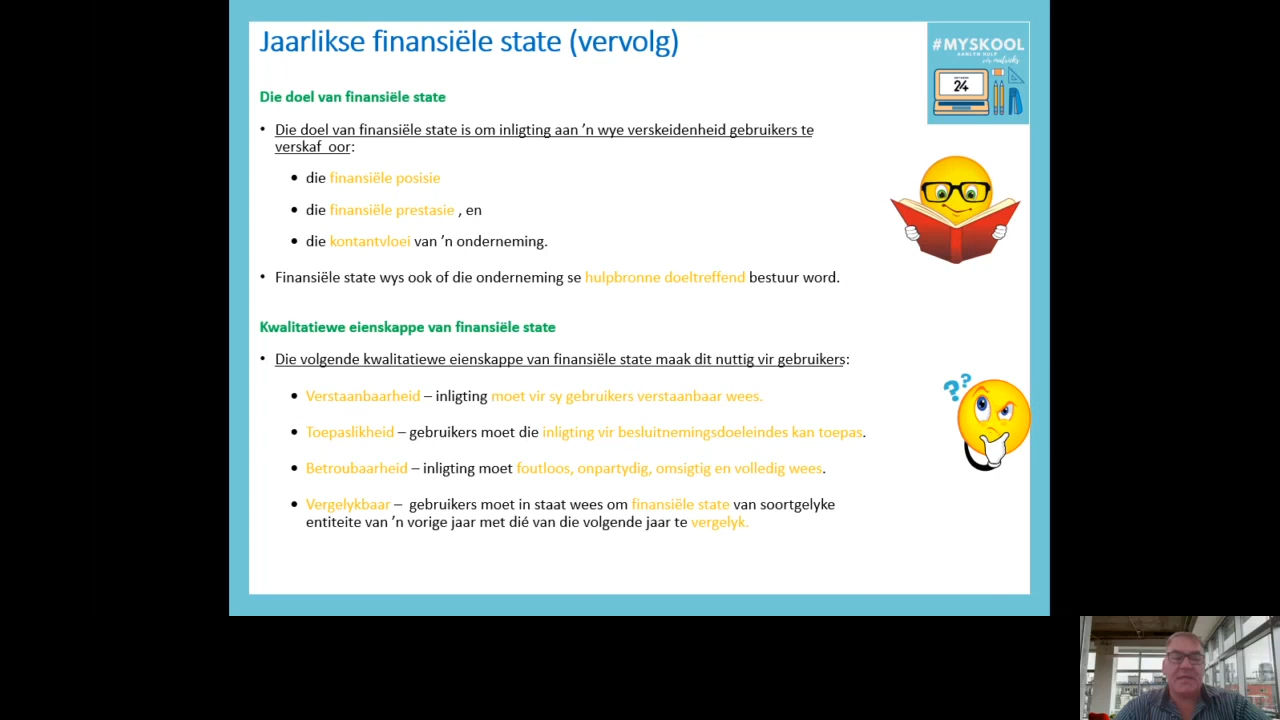 Jaarlikse finansiële state (vervolg)
#MYSKOOL
AANLYN HULP
vir matrieks
NETWERK
24
Die doel van finansiële state
• Die doel van finansiële state is om inligting aan ’n wye verskeidenheid gebruikers te
verskaf oor:
• die finansiële posisie
• die finansiële prestasie , en
• die kontantvloei van ’n onderneming.
• Finansiële state wys ook of die onderneming se hulpbronne doeltreffend bestuur word.
Kwalitatiewe eienskappe van finansiële state
• Die volgende kwalitatiewe eienskappe van finansiële state maak dit nuttig vir gebruikers:
• Verstaanbaarheid – inligting moet vir sy gebruikers verstaanbaar wees.
• Toepaslikheid – gebruikers moet die inligting vir besluitnemingsdoeleindes kan toepas.
• Betroubaarheid – inligting moet foutloos, onpartydig, omsigtig en volledig wees.
• Vergelykbaar – gebruikers moet in staat wees om finansiële state van soortgelyke
entiteite van ’n vorige jaar met dié van die volgende jaar te vergelyk.
??